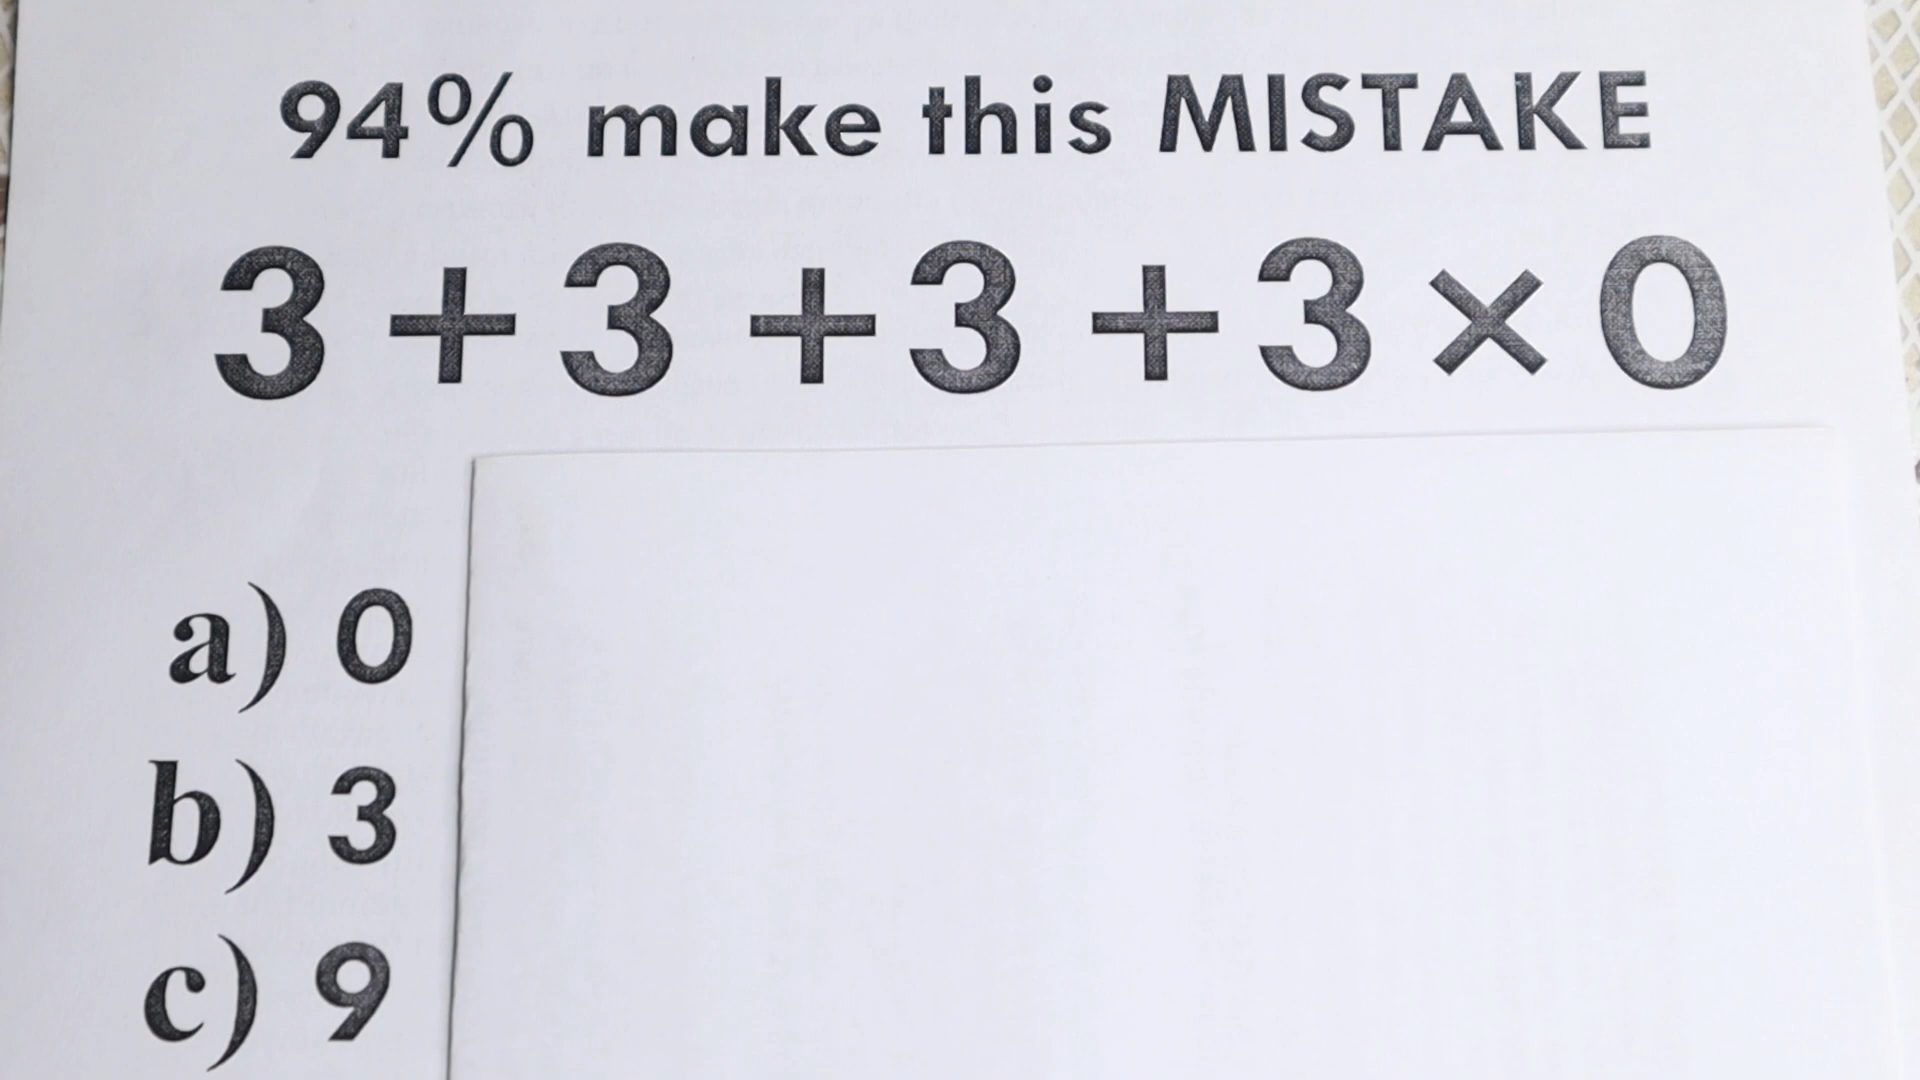 94% make this MISTAKE
3 + 3 + 3 + 3 × 0
a) 0
b) 3
c) 9